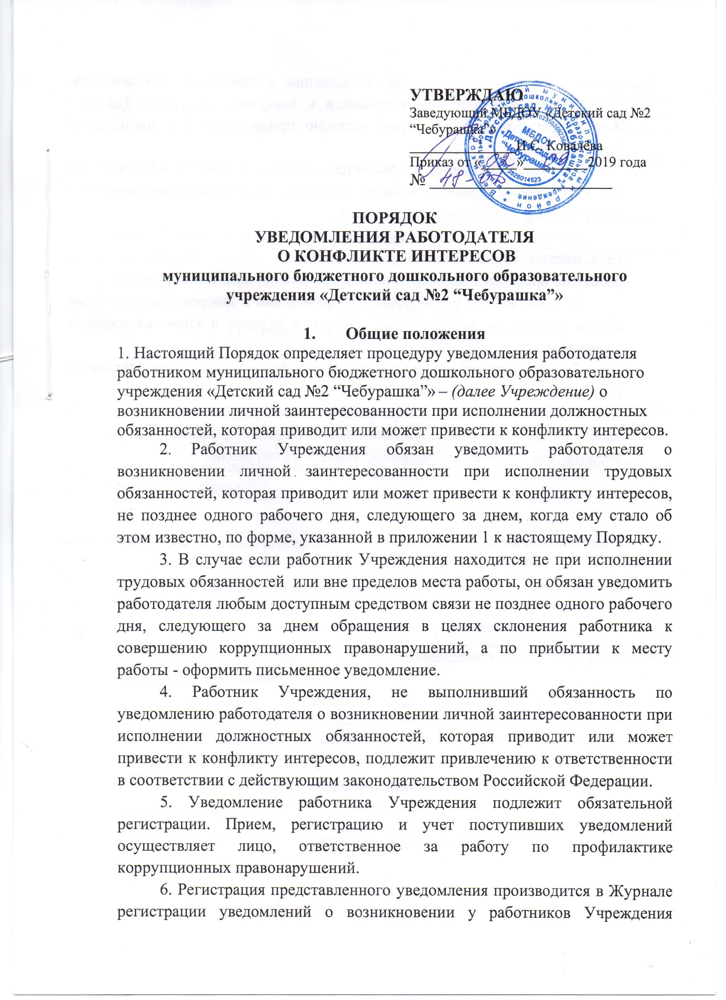 УТВЕРЖДАЮ
Заведующий МБДОУ «Детский сад №2
“Чебурашка”»
И.С. Ковалёва
Приказ от «02» 09 2019 года
№ 48-ОД
ПОРЯДОК
УВЕДОМЛЕНИЯ РАБОТОДАТЕЛЯ
О КОНФЛИКТЕ ИНТЕРЕСОВ
муниципального бюджетного дошкольного образовательного
учреждения «Детский сад №2 “Чебурашка”»
1. Общие положения
1. Настоящий Порядок определяет процедуру уведомления работодателя
работником муниципального бюджетного дошкольного образовательного
учреждения «Детский сад №2 “Чебурашка”» – (далее Учреждение) о
возникновении личной заинтересованности при исполнении должностных
обязанностей, которая приводит или может привести к конфликту интересов.
2. Работник Учреждения обязан уведомить работодателя о
возникновении личной заинтересованности при исполнении трудовых
обязанностей, которая приводит или может привести к конфликту интересов,
не позднее одного рабочего дня, следующего за днем, когда ему стало об
этом известно, по форме, указанной в приложении 1 к настоящему Порядку.
3. В случае если работник Учреждения находится не при исполнении
трудовых обязанностей или вне пределов места работы, он обязан уведомить
работодателя любым доступным средством связи не позднее одного рабочего
дня, следующего за днем обращения в целях склонения работника к
совершению коррупционных правонарушений, а по прибытии к месту
работы - оформить письменное уведомление.
4. Работник Учреждения, не выполнивший обязанность по
уведомлению работодателя о возникновении личной заинтересованности при
исполнении должностных обязанностей, которая приводит или может
привести к конфликту интересов, подлежит привлечению к ответственности
в соответствии с действующим законодательством Российской Федерации.
5. Уведомление работника Учреждения подлежит обязательной
регистрации. Прием, регистрацию и учет поступивших уведомлений
осуществляет лицо, ответственное за работу по профилактике
коррупционных правонарушений.
6. Регистрация представленного уведомления производится в Журнале
регистрации уведомлений о возникновении у работников Учреждения
МБДОУ
«Детский сад №2
“Чебурашка”»
3526014523